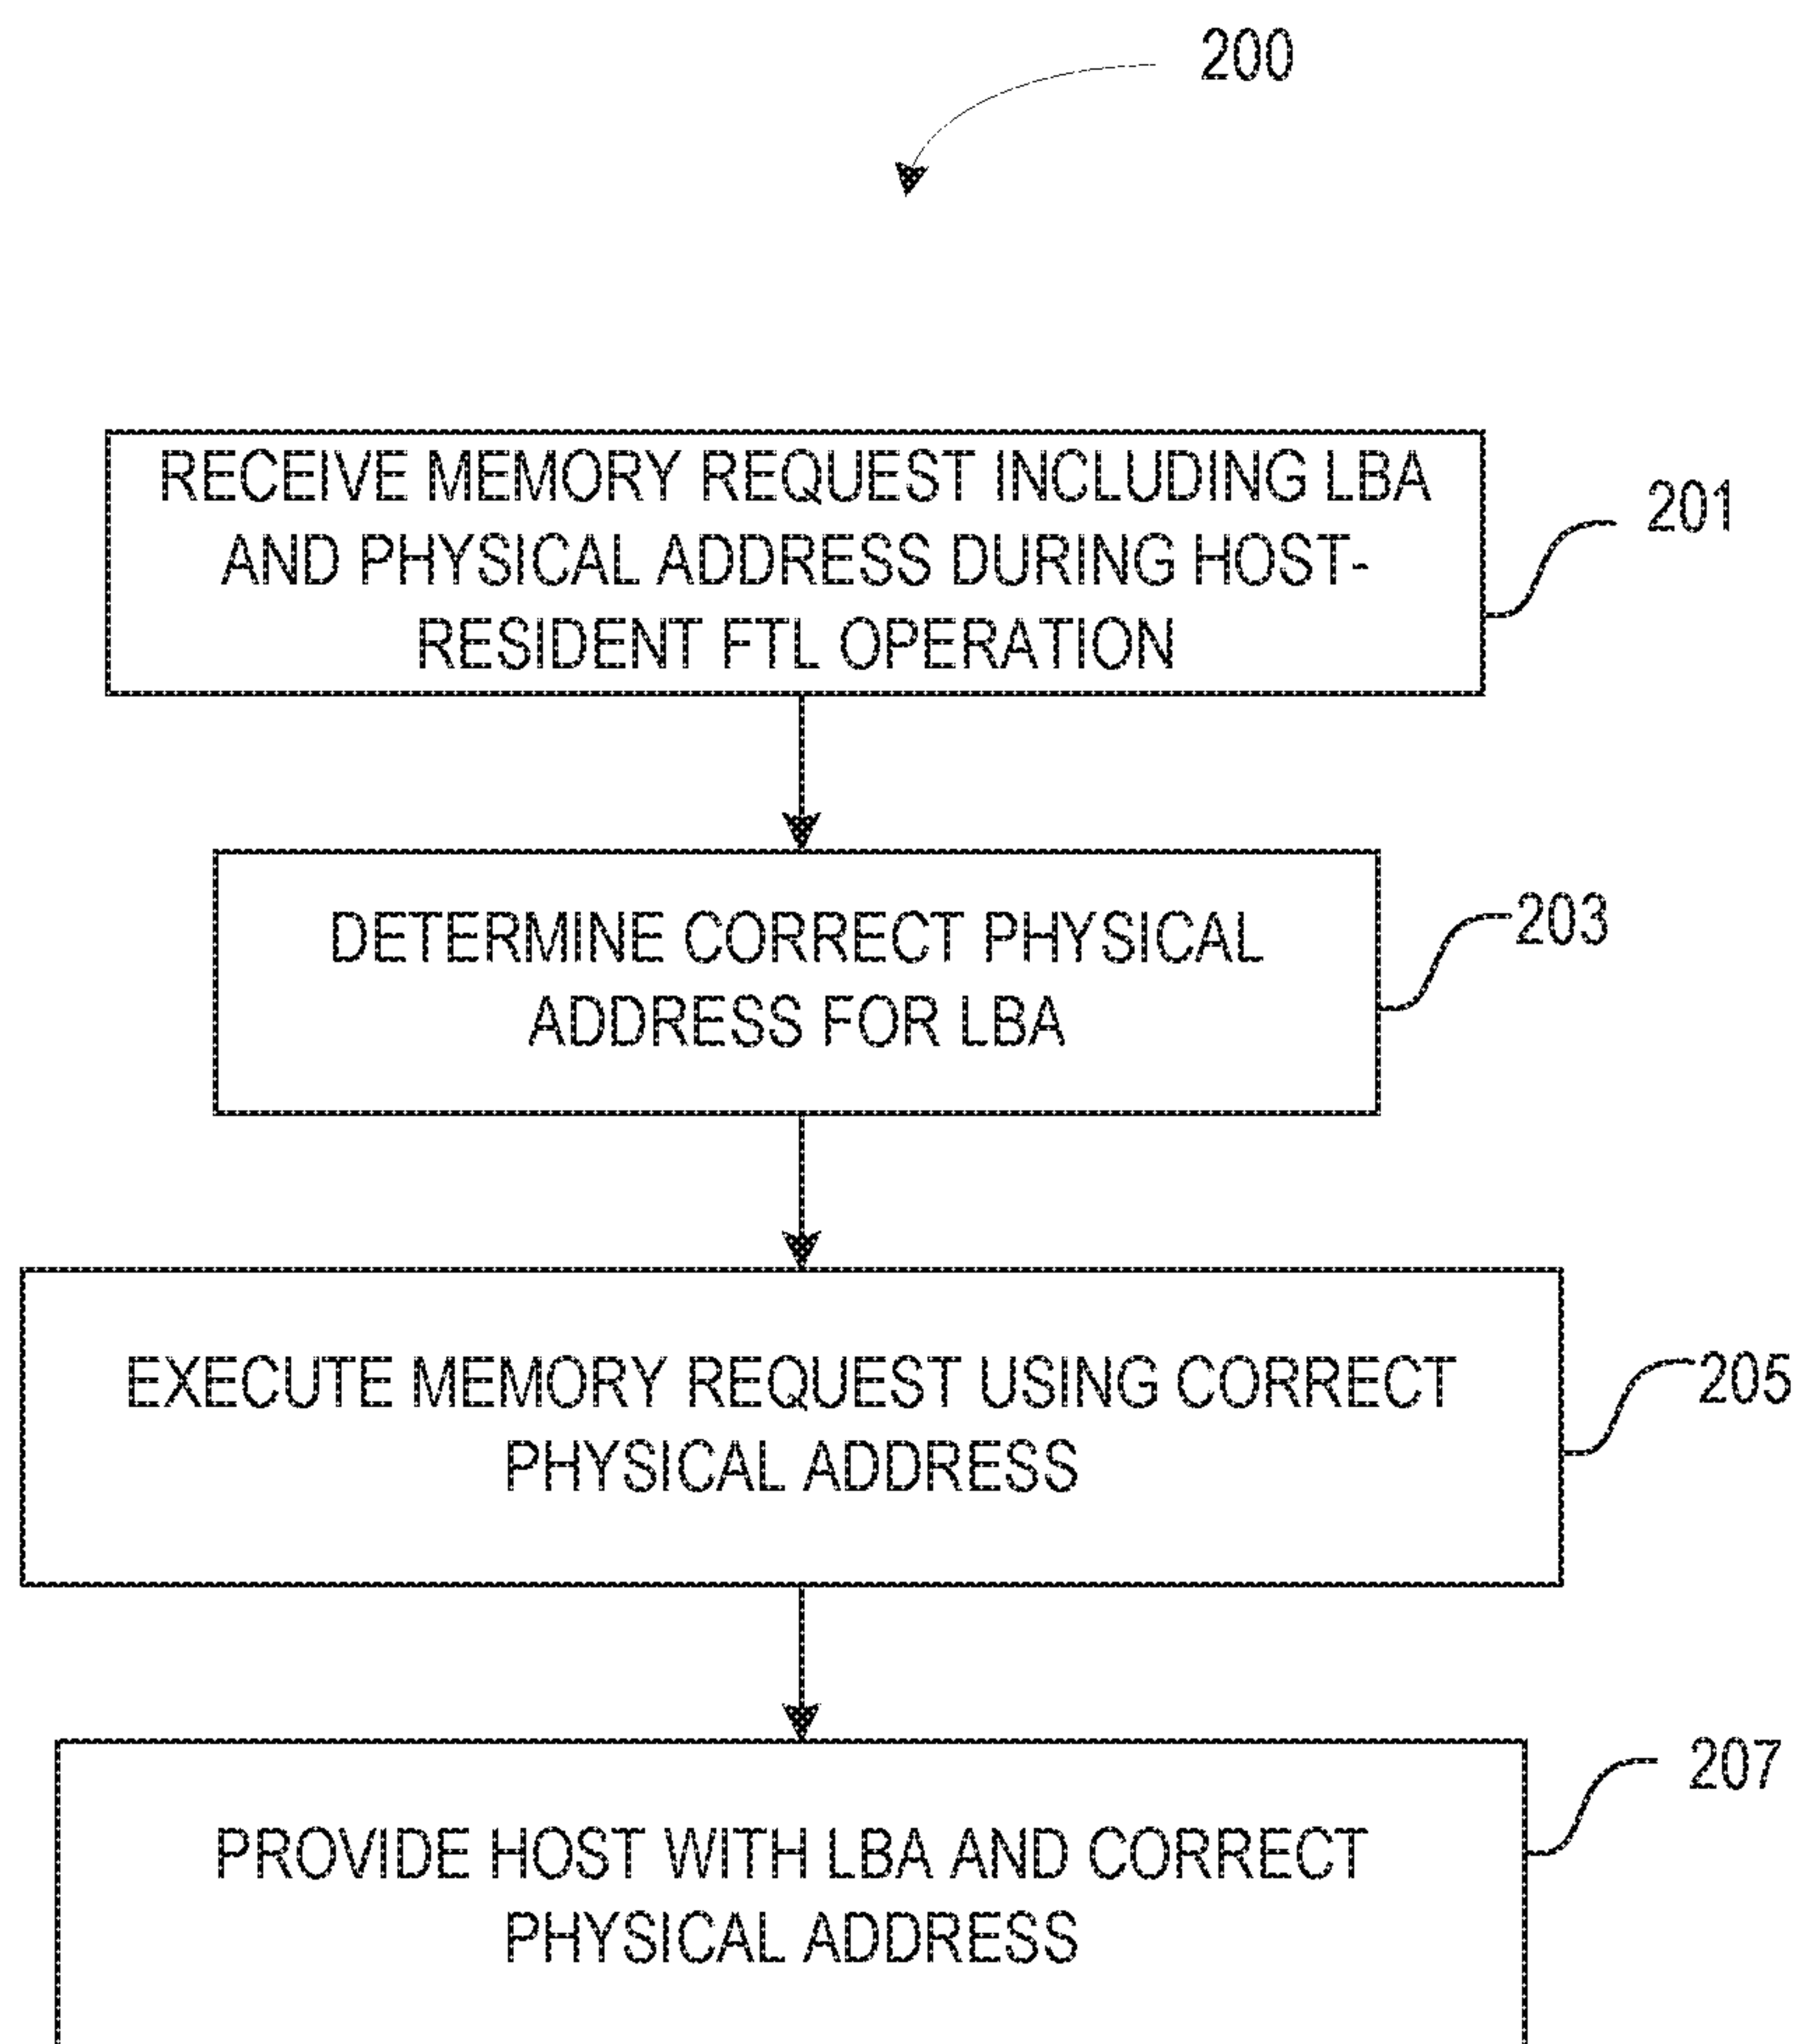 200
RECEIVE MEMORY REQUEST INCLUDING LBA
AND PHYSICAL ADDRESS DURING HOST-
RESIDENT FTL OPERATION
201
DETERMINE CORRECT PHYSICAL
ADDRESS FOR LBA
203
EXECUTE MEMORY REQUEST USING CORRECT
PHYSICAL ADDRESS
205
PROVIDE HOST WITH LBA AND CORRECT
PHYSICAL ADDRESS
207